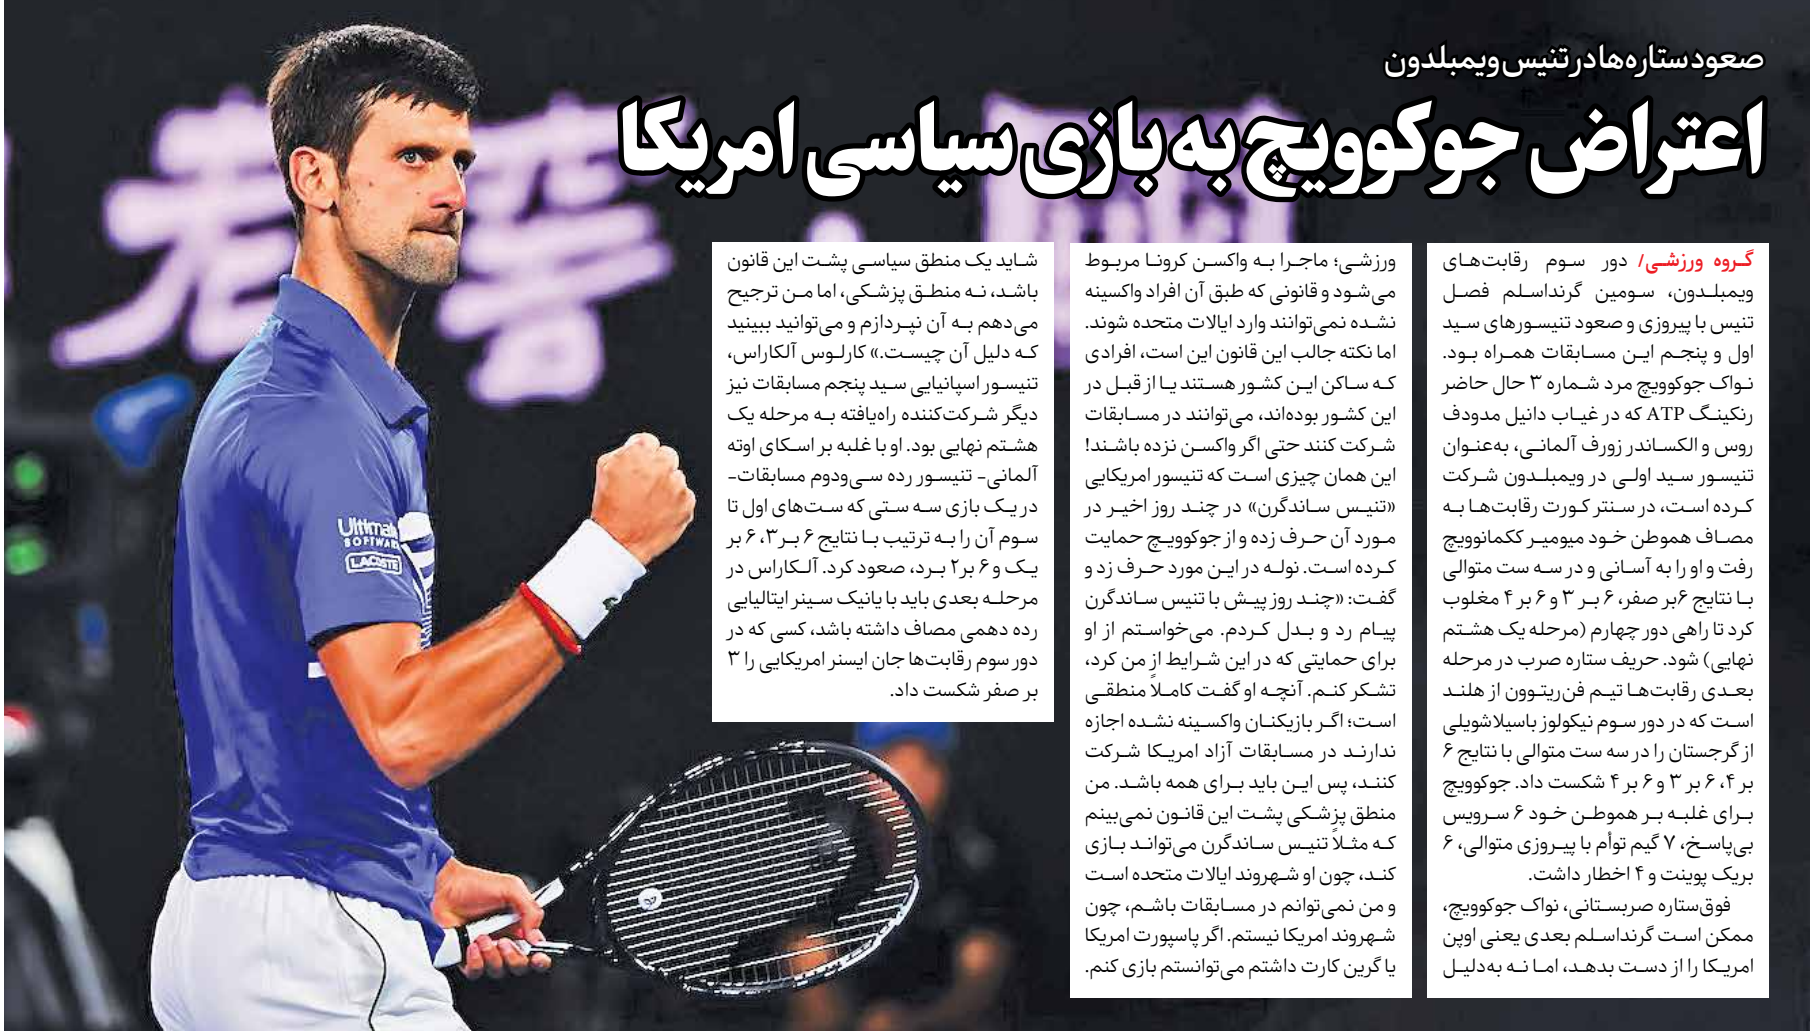 صعود ستاره‌ها در تنیس ویمبلدون
اعتراض جوکوویچ به بازی سیاسی امریکا
گروه ورزشی/ دور سوم رقابت‌های
ویمبلدون، سومین گرنداسلم فصل
تنیس با پیروزی و صعود تنیسورهای سید
اول و پنجم این مسابقات همراه بود.
نواک جوکوویچ مرد شماره ۳ حال حاضر
رنکینگ ATP که در غیاب دانیل مدودف
روس و الکساندر زورف آلمانی، به‌عنوان
تنیسور سید اولی در ویمبلدون شرکت
کرده است، در سنتر کورت رقابت‌ها به
مصاف هموطن خود میومیر ککمانوویچ
رفت و او را به آسانی و در سه ست متوالی
با نتایج ۶بر صفر، ۶ بر ۳ و ۶ بر ۴ مغلوب
کرد تا راهی دور چهارم (مرحله یک هشتم
نهایی) شود. حریف ستاره صرب در مرحله
بعدی رقابت‌ها تیم فن‌ریتوون از هلند
است که در دور سوم نیکولوز باسیلاشویلی
از گرجستان را در سه ست متوالی با نتایج ۶
بر ۴، ۶ بر ۳ و ۶ بر ۴ شکست داد. جوکوویچ
برای غلبه بر هموطن خود ۶ سرویس
بی‌پاسخ، ۷ گیم توأم با پیروزی متوالی، ۶
بریک پوینت و ۴ اخطار داشت.
فوق‌ستاره صربستانی، نواک جوکوویچ،
ممکن است گرنداسلم بعدی یعنی اوپن
امریکا را از دست بدهد، اما نه به‌دلیل
ورزشی؛ ماجرا به واکسن کرونا مربوط
می‌شود و قانونی که طبق آن افراد واکسینه
نشده نمی‌توانند وارد ایالات متحده شوند.
اما نکته جالب این قانون این است، افرادی
که ساکن این کشور هستند یا از قبل در
این کشور بوده‌اند، می‌توانند در مسابقات
شرکت کنند حتی اگر واکسن نزده باشند!
این همان چیزی است که تنیسور امریکایی
«تنیس ساندگرن» در چند روز اخیر در
مورد آن حرف زده و از جوکوویچ حمایت
کرده است. نوله در این مورد حرف زد و
گفت: «چند روز پیش با تنیس ساندگرن
پیام رد و بدل کردم. می‌خواستم از او
برای حمایتی که در این شرایط از من کرد،
تشکر کنم. آنچه او گفت کاملاً منطقی
است؛ اگر بازیکنان واکسینه نشده اجازه
ندارند در مسابقات آزاد امریکا شرکت
کنند، پس این باید برای همه باشد. من
منطق پزشکی پشت این قانون نمی‌بینم
که مثلاً تنیس ساندگرن می‌تواند بازی
کند، چون او شهروند ایالات متحده است
و من نمی‌توانم در مسابقات باشم، چون
شهروند امریکا نیستم. اگر پاسپورت امریکا
یا گرین کارت داشتم می‌توانستم بازی کنم.
شاید یک منطق سیاسی پشت این قانون
باشد، نه منطق پزشکی، اما من ترجیح
می‌دهم به آن نپردازم و می‌توانید ببینید
که دلیل آن چیست.» کارلوس آلکاراس،
تنیسور اسپانیایی سید پنجم مسابقات نیز
دیگر شرکت‌کننده راه‌یافته به مرحله یک
هشتم نهایی بود. او با غلبه بر اسکای اوته
آلمانی- تنیسور رده سی‌ودوم مسابقات-
در یک بازی سه ستی که ست‌های اول تا
سوم آن را به ترتیب با نتایج ۶ بر۳، ۶ بر
یک و ۶ بر۲ برد، صعود کرد. آلکاراس در
مرحله بعدی باید با یانیک سینر ایتالیایی
رده دهمی مصاف داشته باشد، کسی که در
دور سوم رقابت‌ها جان ایسنر امریکایی را ۳
بر صفر شکست داد.
Ultimate
SOFTWARE
LACOSTE